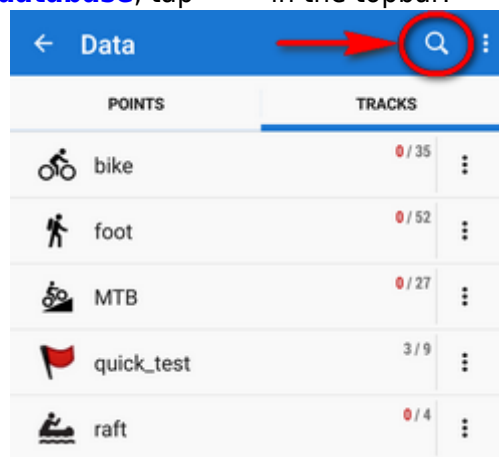 database, tap in the topbar:
Data
POINTS TRACKS
bike 0 / 35
foot 0 / 52
MTB 0 / 27
quick_test 3 / 9
raft 0 / 4